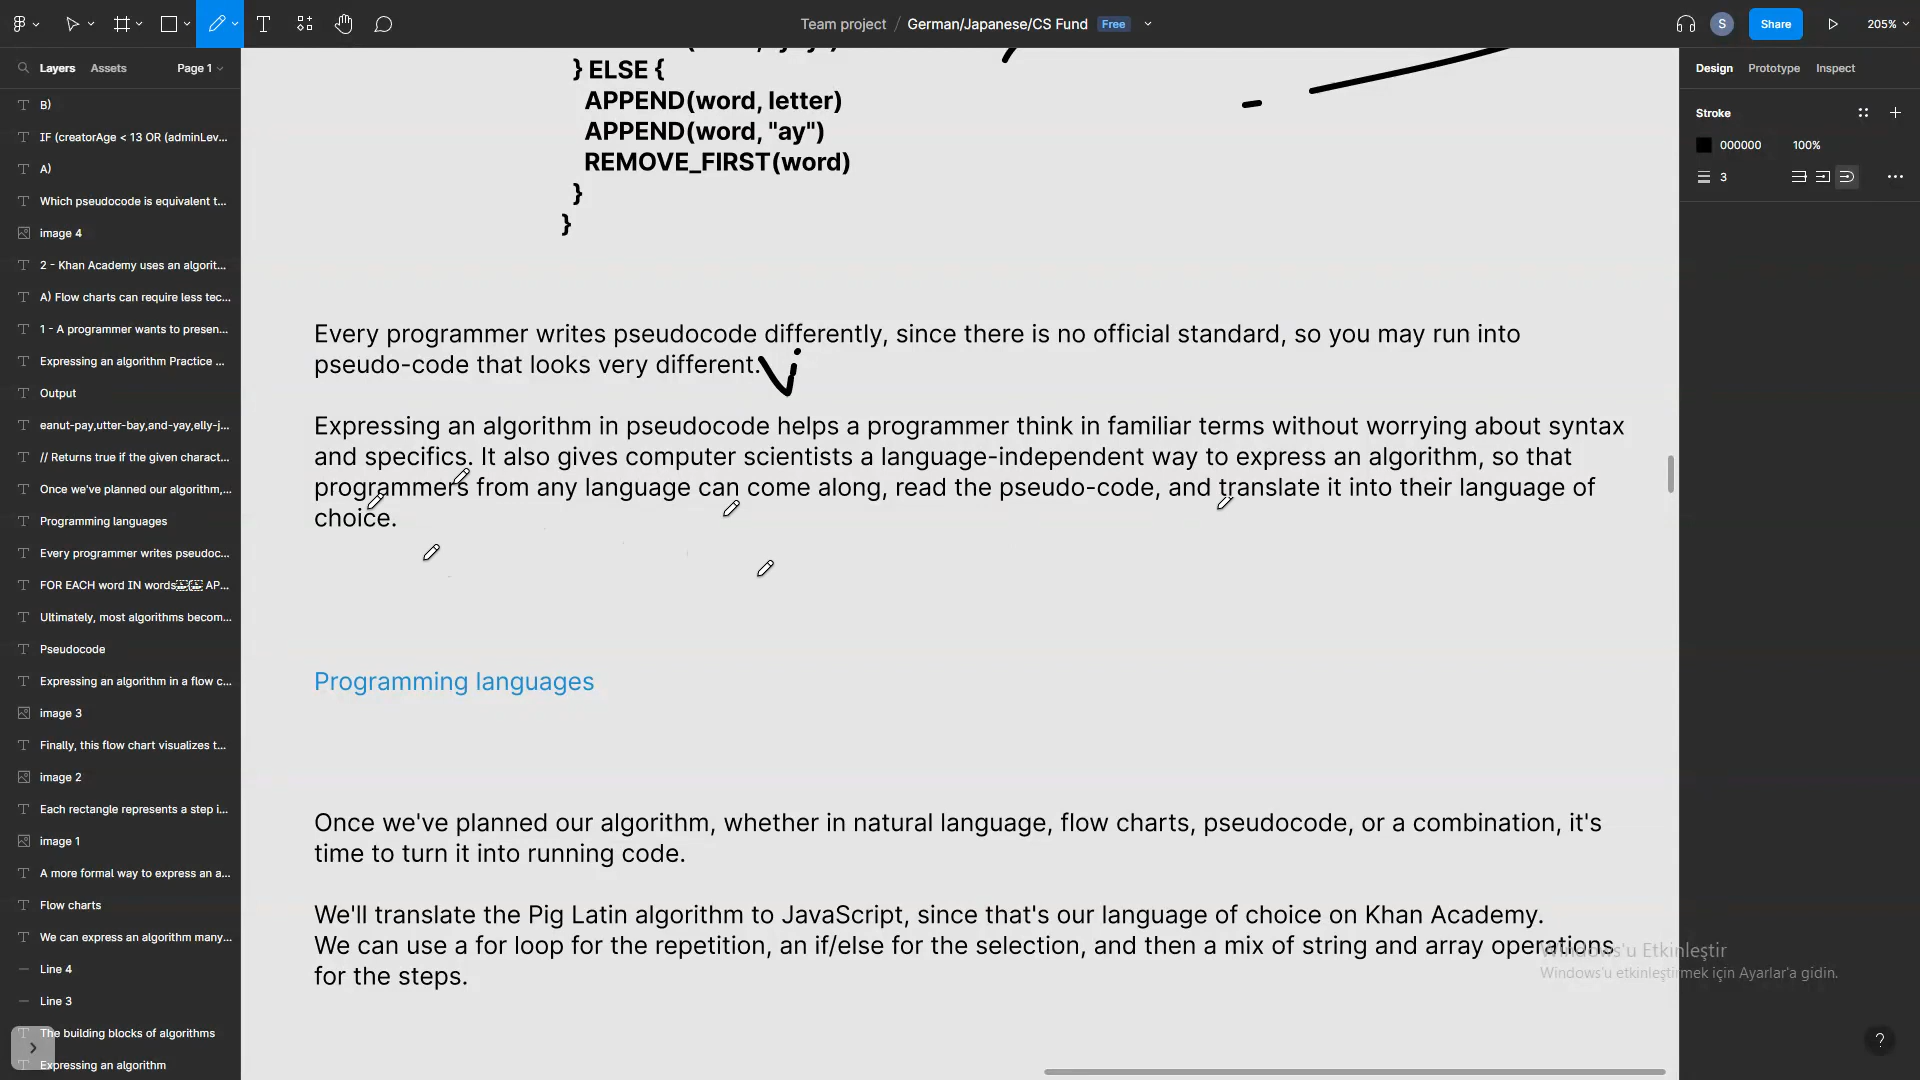 Team project / German/Japanese/CS Fund Free
S
Share
205%
Layers
Assets
Page 1
Design
Prototype
Inspect
B)
IF (creatorAge < 13 OR (adminLev...
A)
Which pseudocode is equivalent t...
image 4
2 - Khan Academy uses an algorit...
A) Flow charts can require less tec...
1 - A programmer wants to presen...
Expressing an algorithm Practice ...
Output
eanut-pay,utter-bay,and-yay,elly-j...
// Returns true if the given charact...
Once we've planned our algorithm,...
Programming languages
Every programmer writes pseudoc...
FOR EACH word IN words AP...
Ultimately, most algorithms becom...
Pseudocode
Expressing an algorithm in a flow c...
image 3
Finally, this flow chart visualizes t...
image 2
Each rectangle represents a step i...
image 1
A more formal way to express an a...
Flow charts
We can express an algorithm many...
Line 4
Line 3
The building blocks of algorithms
Expressing an algorithm
} ELSE {
APPEND(word, letter)
APPEND(word, "ay")
REMOVE_FIRST(word)
}
}
Every programmer writes pseudocode differently, since there is no official standard, so you may run into
pseudo-code that looks very different.
Expressing an algorithm in pseudocode helps a programmer think in familiar terms without worrying about syntax
and specifics. It also gives computer scientists a language-independent way to express an algorithm, so that
programmers from any language can come along, read the pseudo-code, and translate it into their language of
choice.
Programming languages
Once we've planned our algorithm, whether in natural language, flow charts, pseudocode, or a combination, it's
time to turn it into running code.
We'll translate the Pig Latin algorithm to JavaScript, since that's our language of choice on Khan Academy.
We can use a for loop for the repetition, an if/else for the selection, and then a mix of string and array operations
for the steps.
Stroke
000000
100%
3
Windows'u Etkinleştir
Windows'u etkinleştirmek için Ayarlar'a gidin.
?